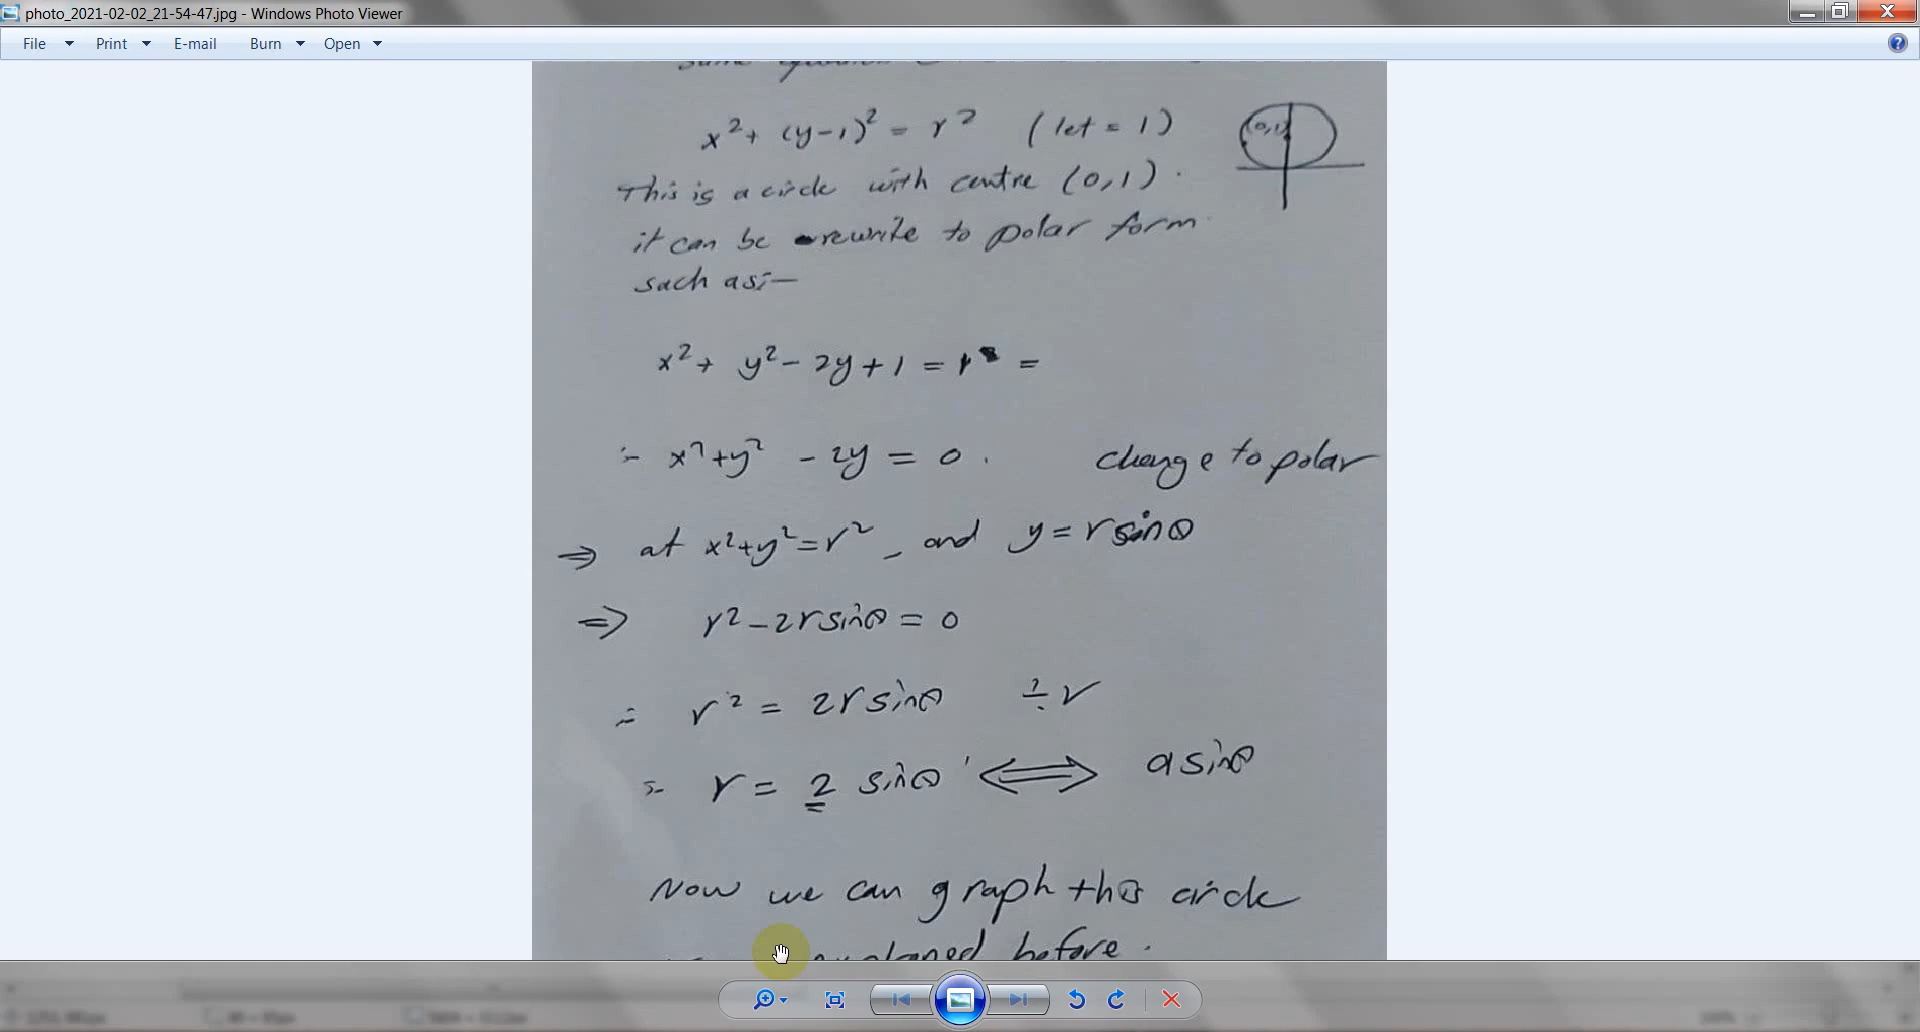 photo_2021-02-02_21-54-47.jpg - Windows Photo Viewer
File Print E-mail Burn Open
x² + (y-1)² = r² (let = 1)
(0,1)
This is a circle with centre (0,1).
it can be rewrite to polar form
such as:-
x² + y² - 2y + 1 = r² =
∴ x² + y² - 2y = 0. change to polar
⇒ at x²+y²=r², and y = r sinθ
⇒ r² - 2r sinθ = 0
∴ r² = 2r sinθ ÷ r
∴ r = 2 sinθ ⟺ a sinθ
Now we can graph this circle
before.